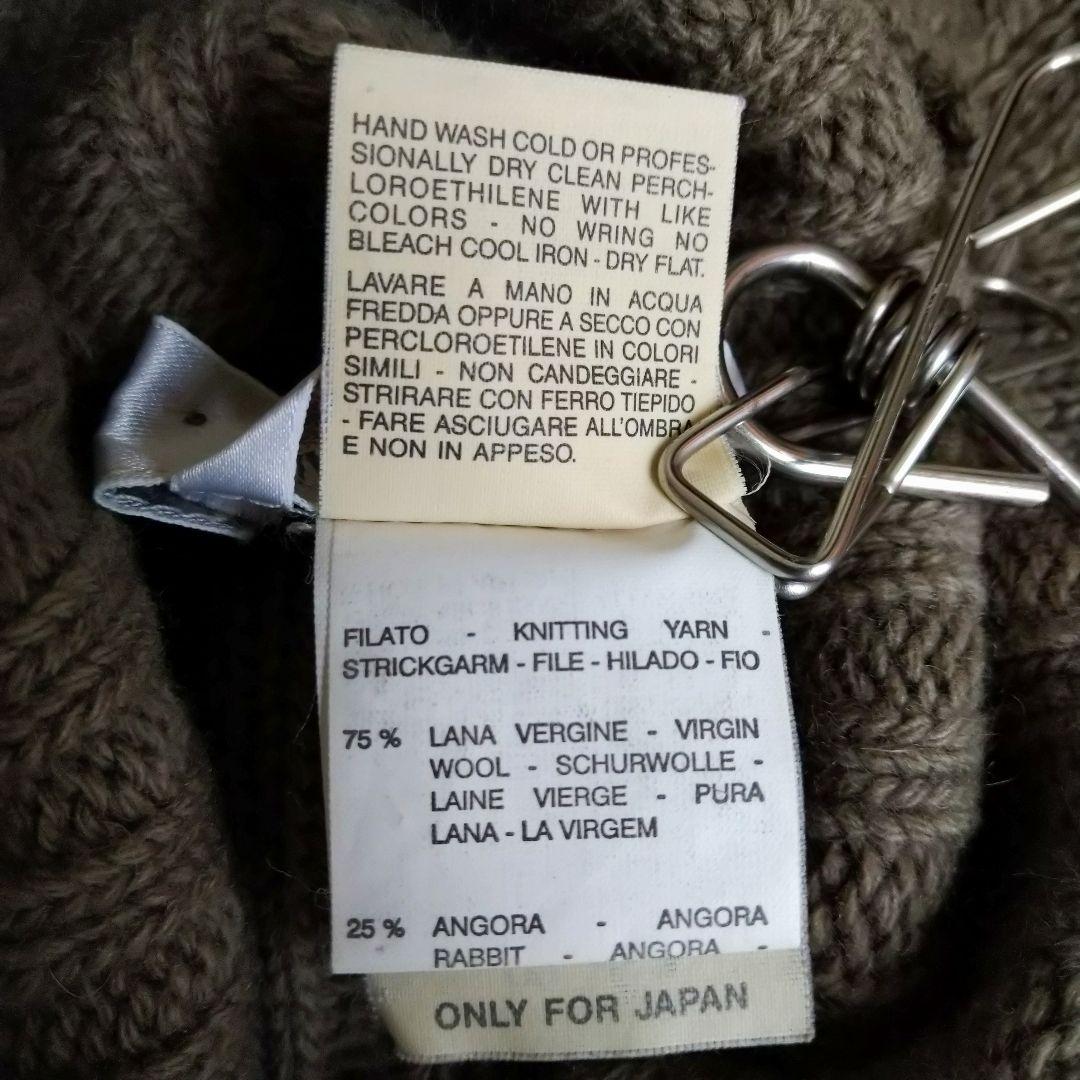 HAND WASH COLD OR PROFES-
SIONALLY DRY CLEAN PERCH-
LOROETHILENE WITH LIKE
COLORS - NO WRING NO
BLEACH COOL IRON - DRY FLAT.
LAVARE A MANO IN ACQUA
FREDDA OPPURE A SECCO CON
PERCLOROETILENE IN COLORI
SIMILI - NON CANDEGGIARE -
STRIRARE CON FERRO TIEPIDO
- FARE ASCIUGARE ALL'OMBRA
E NON IN APPESO.
FILATO - KNITTING YARN -
STRICKGARM - FILE - HILADO - FIO
75 % LANA VERGINE - VIRGIN
WOOL - SCHURWOLLE -
LAINE VIERGE - PURA
LANA - LA VIRGEM
25 % ANGORA - ANGORA
RABBIT - ANGORA -
ONLY FOR JAPAN